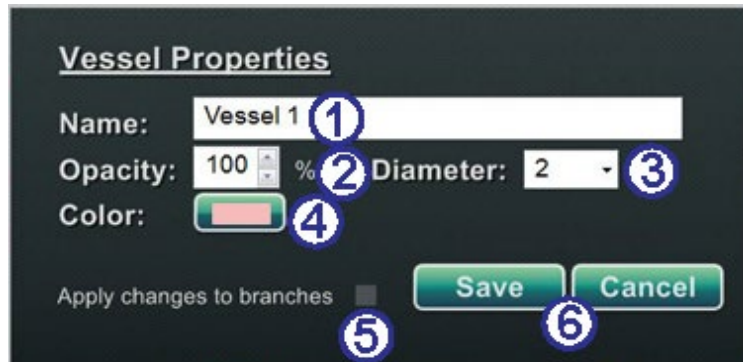 Vessel Properties
Name: Vessel 1 1
Opacity: 100 % 2 Diameter: 2 3
Color: 4
Apply changes to branches 5 Save Cancel 6